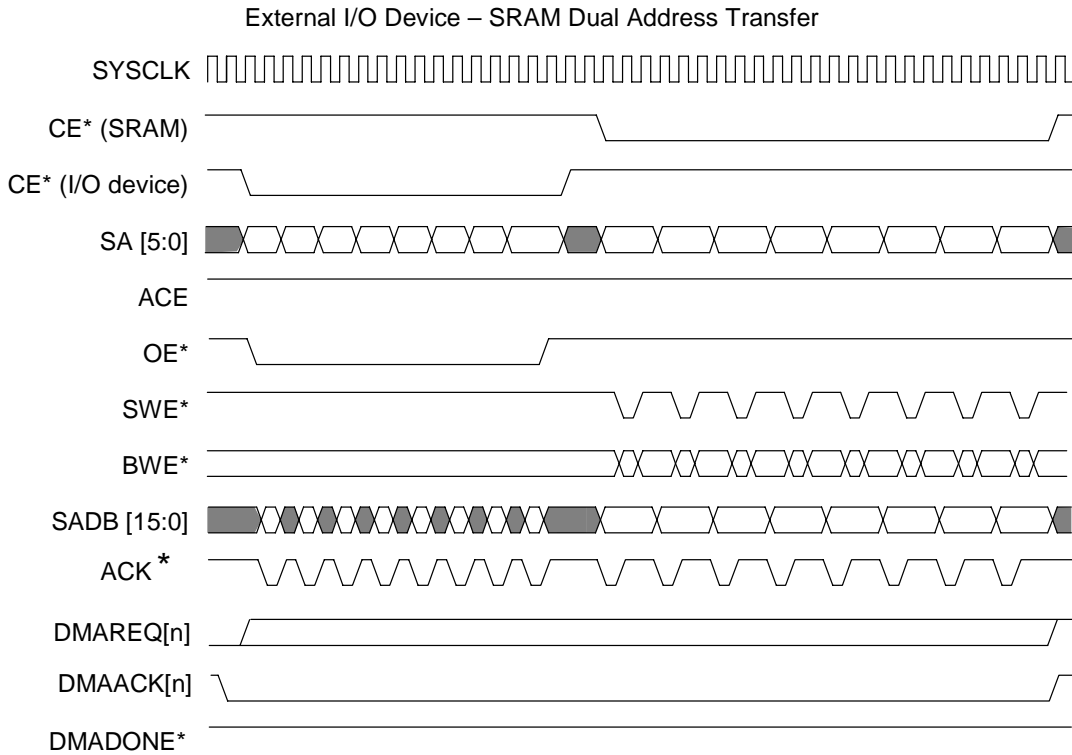 External I/O Device – SRAM Dual Address Transfer
SYSCLK
CE* (SRAM)
CE* (I/O device)
SA [5:0]
ACE
OE*
SWE*
BWE*
SADB [15:0]
ACK*
DMAREQ[n]
DMAACK[n]
DMADONE*